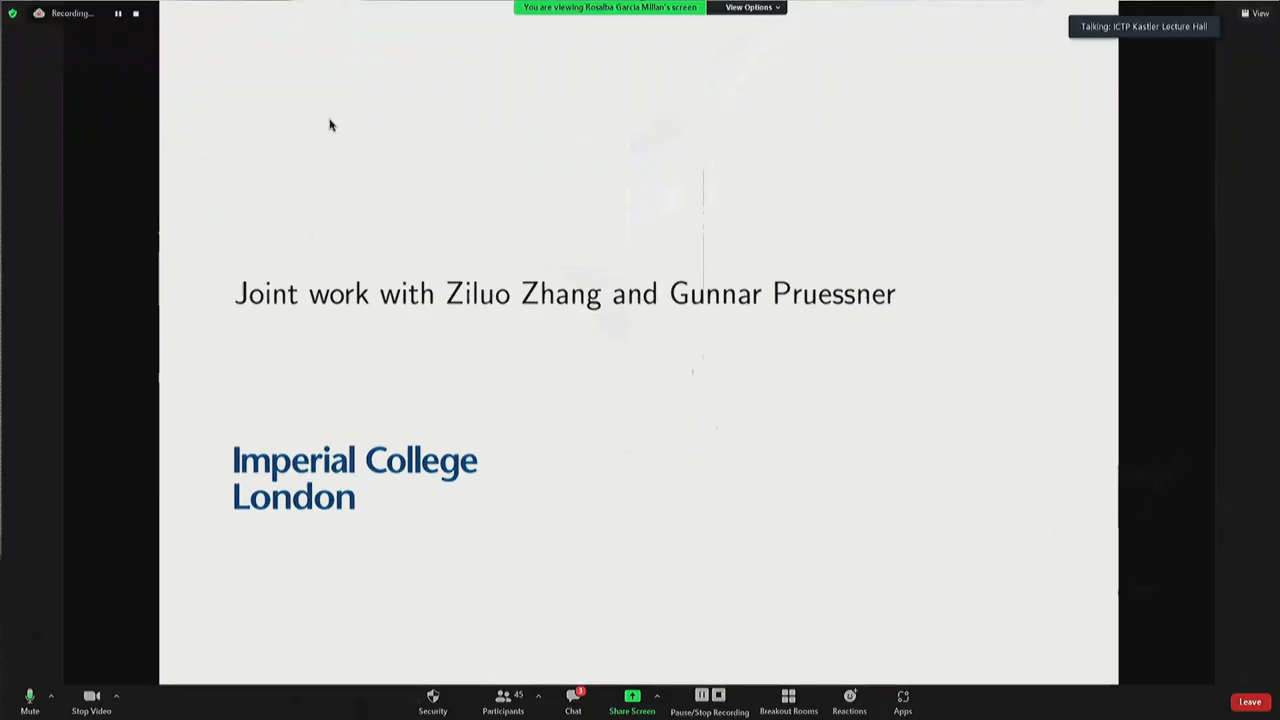 Recording...
You are viewing Rosalba Garcia Millan's screen
View Options
View
Talking: ICTP Kastler Lecture Hall
Joint work with Ziluo Zhang and Gunnar Pruessner
Imperial College
London
Mute
Stop Video
Security
45
Participants
3
Chat
Share Screen
Pause/Stop Recording
Breakout Rooms
Reactions
Apps
Leave